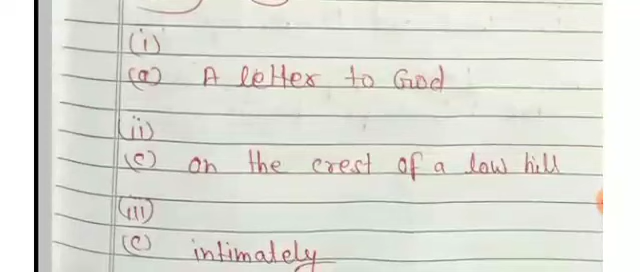 (i)
(a) A letter to God
(ii)
(c) on the crest of a low hill
(iii)
(c) intimately